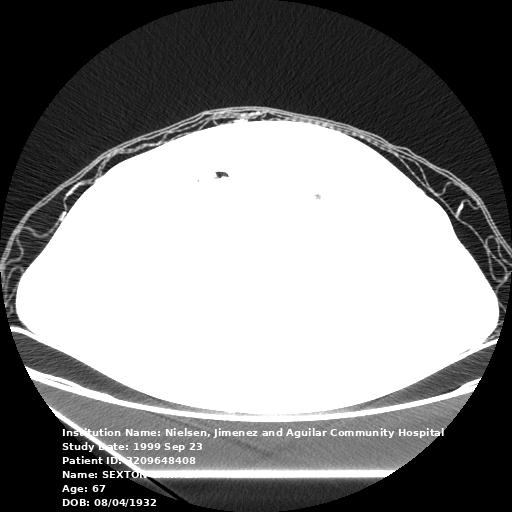 Institution Name: Nielsen, Jimenez and Aguilar Community Hospital
Study Date: 1999 Sep 23
Patient ID: 3209648408
Name: SEXTON
Age: 67
DOB: 08/04/1932